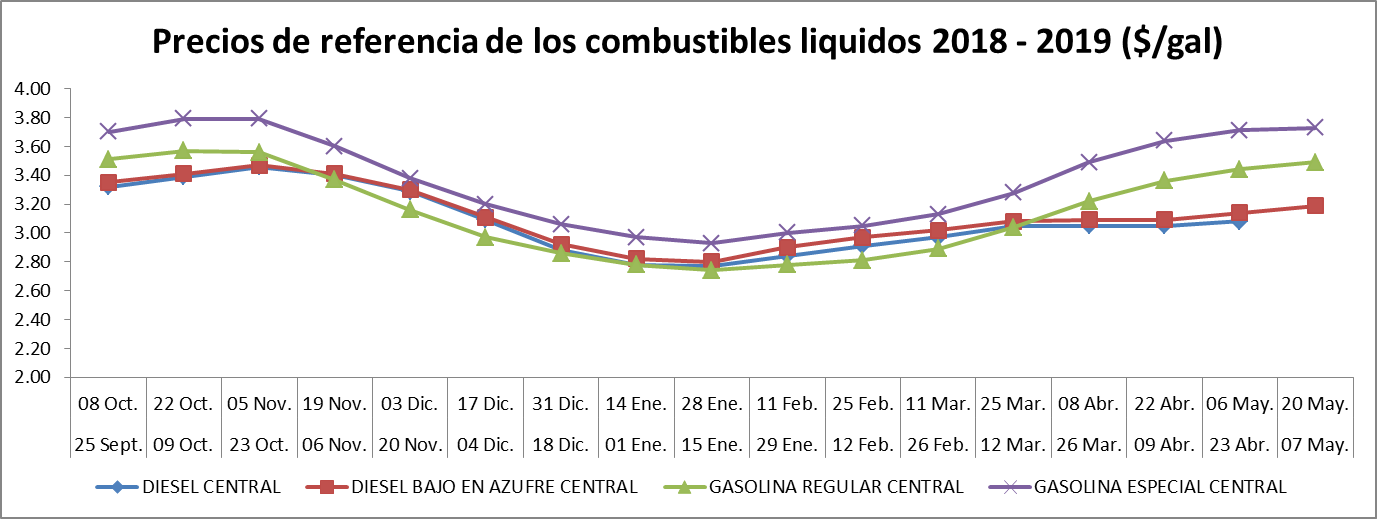 Precios de referencia de los combustibles liquidos 2018 - 2019 ($/gal)
4.00
3.80
3.60
3.40
3.20
3.00
2.80
2.60
2.40
2.20
2.00
08 Oct. 22 Oct. 05 Nov. 19 Nov. 03 Dic. 17 Dic. 31 Dic. 14 Ene. 28 Ene. 11 Feb. 25 Feb. 11 Mar. 25 Mar. 08 Abr. 22 Abr. 06 May. 20 May.
25 Sept. 09 Oct. 23 Oct. 06 Nov. 20 Nov. 04 Dic. 18 Dic. 01 Ene. 15 Ene. 29 Ene. 12 Feb. 26 Feb. 12 Mar. 26 Mar. 09 Abr. 23 Abr. 07 May.
DIESEL CENTRAL DIESEL BAJO EN AZUFRE CENTRAL GASOLINA REGULAR CENTRAL GASOLINA ESPECIAL CENTRAL